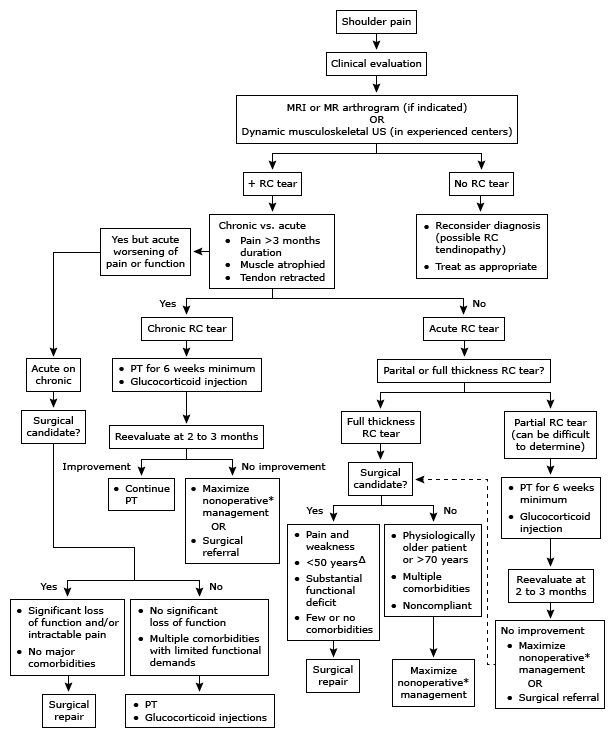 Shoulder pain
Clinical evaluation
MRI or MR arthrogram (if indicated)
OR
Dynamic musculoskeletal US (in experienced centers)
+ RC tear
No RC tear
Yes but acute
worsening of
pain or function
Chronic vs. acute
• Pain >3 months
duration
• Muscle atrophied
• Tendon retracted
• Reconsider diagnosis
(possible RC
tendinopathy)
• Treat as appropriate
Yes
No
Chronic RC tear
Acute RC tear
Acute on
chronic
• PT for 6 weeks minimum
• Glucocorticoid injection
Parital or full thickness RC tear?
Surgical
candidate?
Reevaluate at 2 to 3 months
Full thickness
RC tear
Partial RC tear
(can be difficult
to determine)
Improvement
No improvement
• Continue
PT
• Maximize
nonoperative*
management
OR
• Surgical
referral
Surgical
candidate?
• PT for 6 weeks
minimum
• Glucocorticoid
injection
Yes
No
• Pain and
weakness
• <50 yearsΔ
• Substantial
functional
deficit
• Few or no
comorbidities
• Physiologically
older patient
or >70 years
• Multiple
comorbidities
• Noncompliant
Reevaluate at
2 to 3 months
Yes
No
• Significant loss
of function and/or
intractable pain
• No major
comorbidities
• No significant
loss of function
• Multiple comorbidities
with limited functional
demands
No improvement
• Maximize
nonoperative*
management
OR
• Surgical referral
Surgical
repair
Maximize
nonoperative*
management
Surgical
repair
• PT
• Glucocorticoid injections